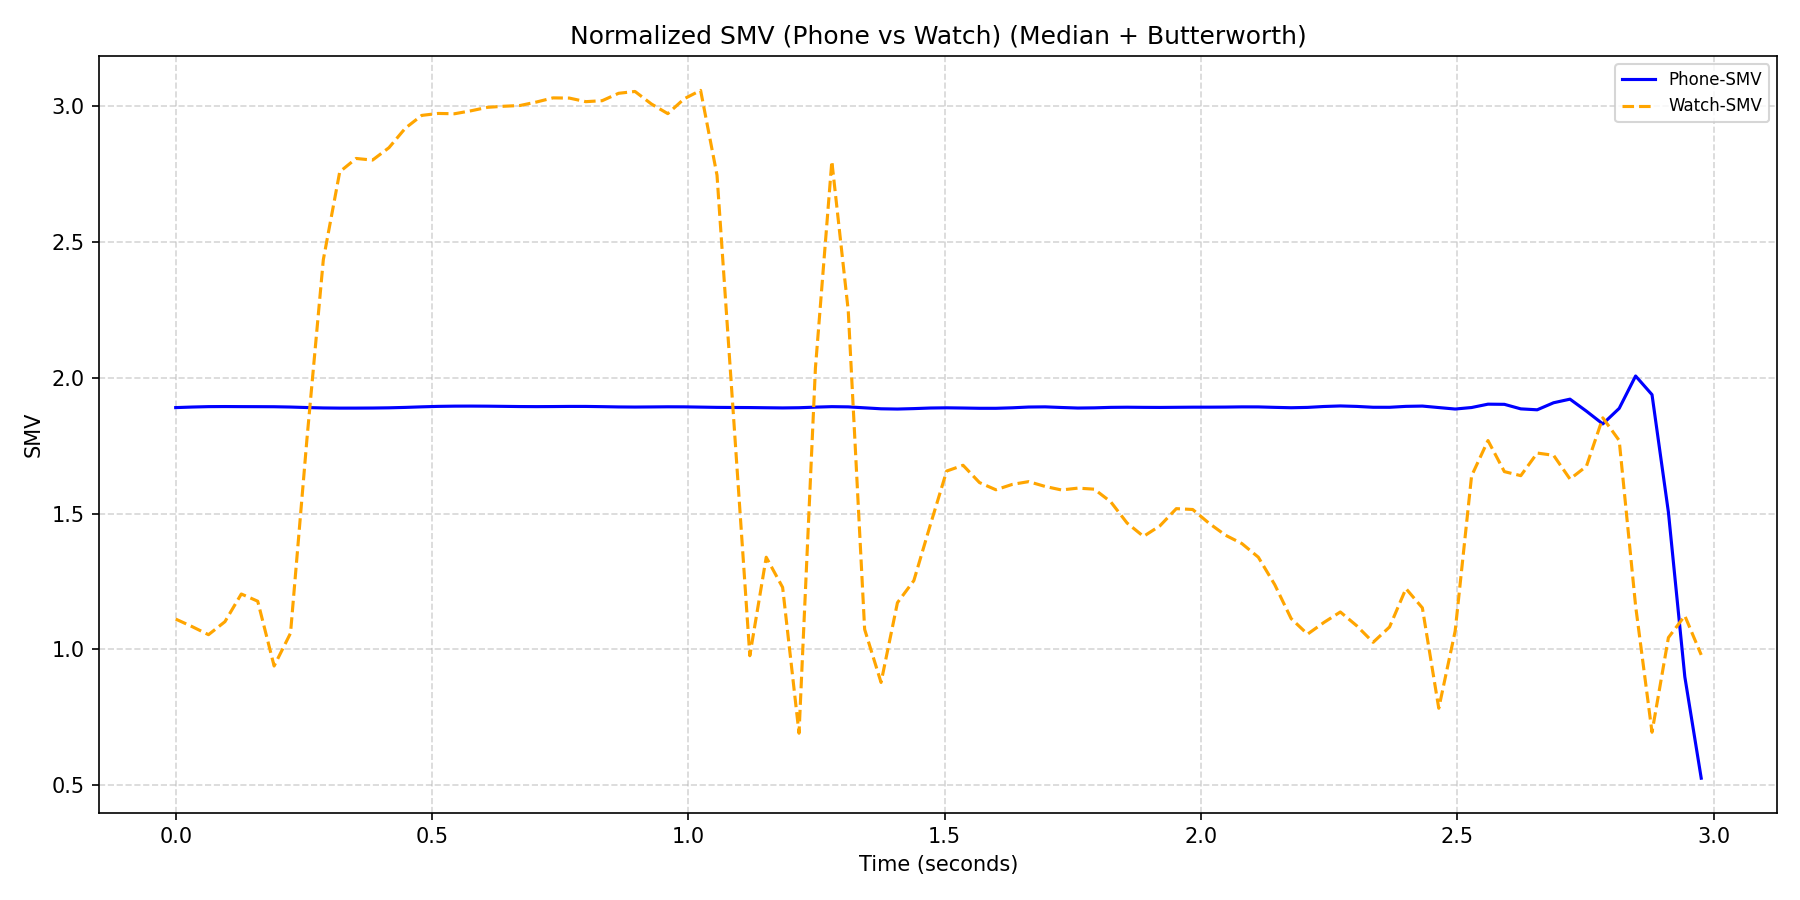 Normalized SMV (Phone vs Watch) (Median + Butterworth)
Phone-SMV
Watch-SMV
SMV
3.0
2.5
2.0
1.5
1.0
0.5
0.0 0.5 1.0 1.5 2.0 2.5 3.0
Time (seconds)